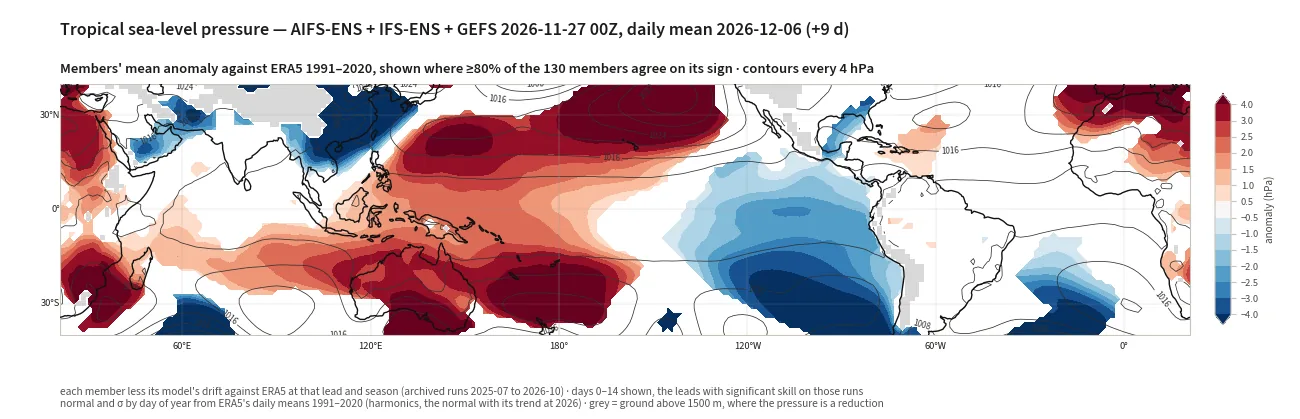 Tropical sea-level pressure — AIFS-ENS + IFS-ENS + GEFS 2026-11-27 00Z, daily mean 2026-12-06 (+9 d)
Members' mean anomaly against ERA5 1991–2020, shown where ≥80% of the 130 members agree on its sign · contours every 4 hPa
30°N
0°
30°S
60°E
120°E
180°
120°W
60°W
0°
1024
1016
1016
1016
1016
1016
1016
1008
4.0
3.0
2.5
2.0
1.5
1.0
0.5
−0.5
−1.0
−1.5
−2.0
−2.5
−3.0
−4.0
anomaly (hPa)
each member less its model's drift against ERA5 at that lead and season (archived runs 2025-07 to 2026-10) · days 0–14 shown, the leads with significant skill on those runs
normal and σ by day of year from ERA5's daily means 1991–2020 (harmonics, the normal with its trend at 2026) · grey = ground above 1500 m, where the pressure is a reduction